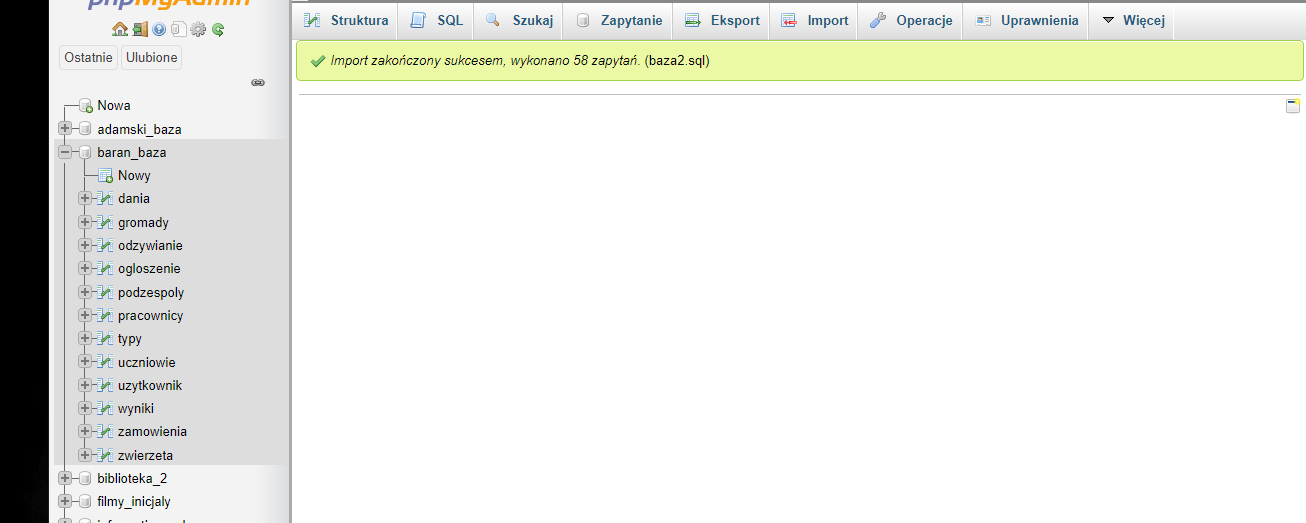 phpMyAdmin
Ostatnie Ulubione
Nowa
adamski_baza
baran_baza
Nowy
dania
gromady
odzywianie
ogloszenie
podzespoly
pracownicy
typy
uczniowie
uzytkownik
wyniki
zamowienia
zwierzeta
biblioteka_2
filmy_inicjaly
Struktura SQL Szukaj Zapytanie Eksport Import Operacje Uprawnienia Więcej
Import zakończony sukcesem, wykonano 58 zapytań. (baza2.sql)